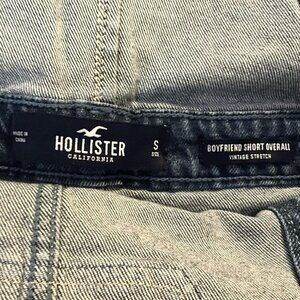 MADE IN
CHINA
HOLLISTER
CALIFORNIA
S
SIZE
BOYFRIEND SHORT OVERALL
VINTAGE STRETCH